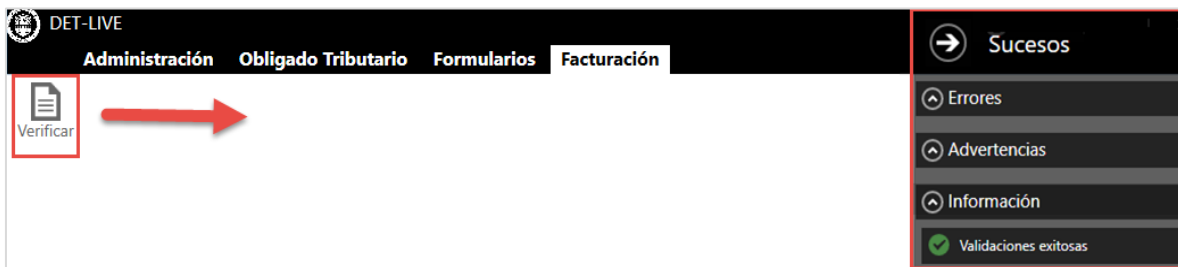 DET-LIVE
Administración Obligado Tributario Formularios Facturación
Verificar
Sucesos
Errores
Advertencias
Información
Validaciones exitosas